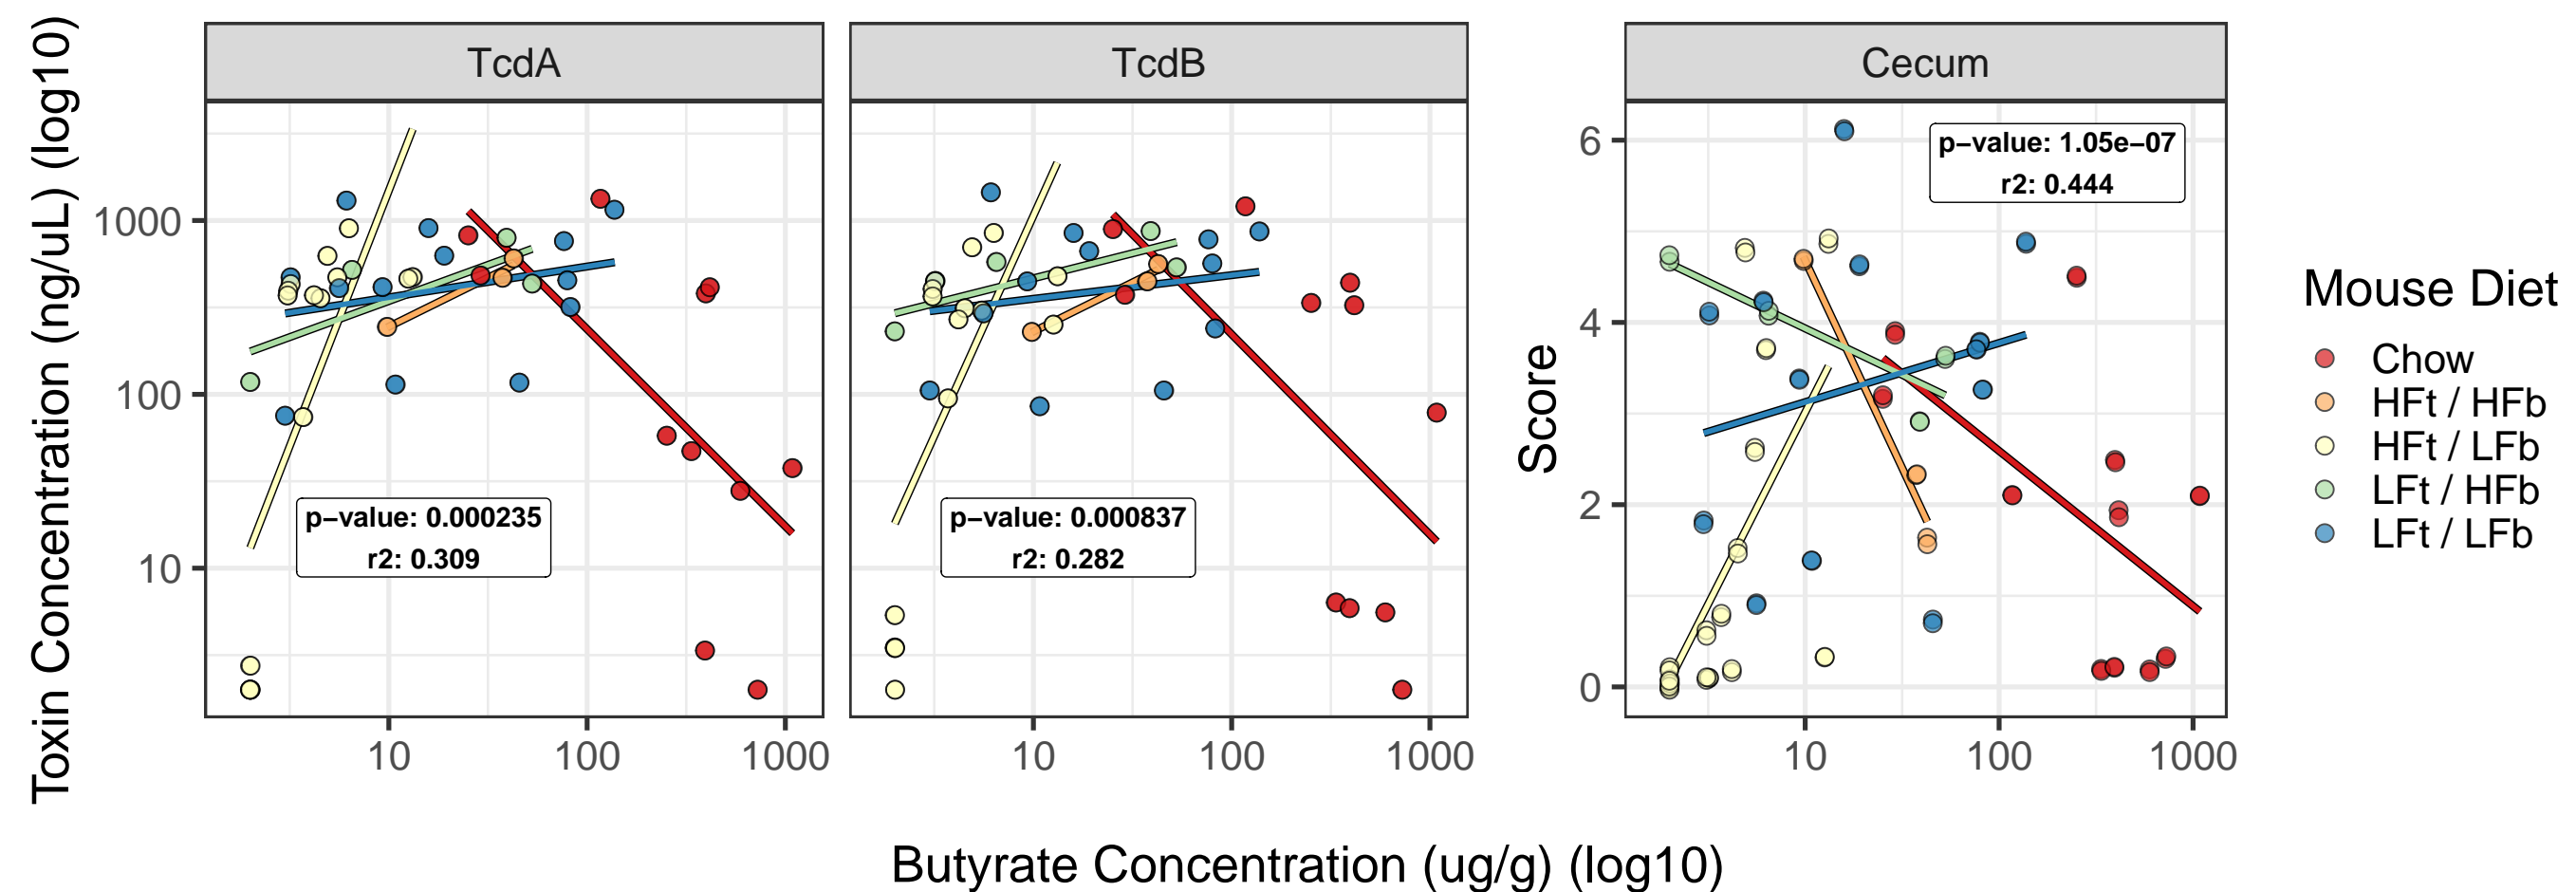 TcdA
TcdB
Cecum
Toxin Concentration (ng/uL) (log10)
1000
100
10
p−value: 0.000235
r2: 0.309
10
100
1000
p−value: 0.000837
r2: 0.282
10
100
1000
Score
6
4
2
0
p−value: 1.05e−07
r2: 0.444
10
100
1000
Butyrate Concentration (ug/g) (log10)
Mouse Diet
Chow
HFt / HFb
HFt / LFb
LFt / HFb
LFt / LFb